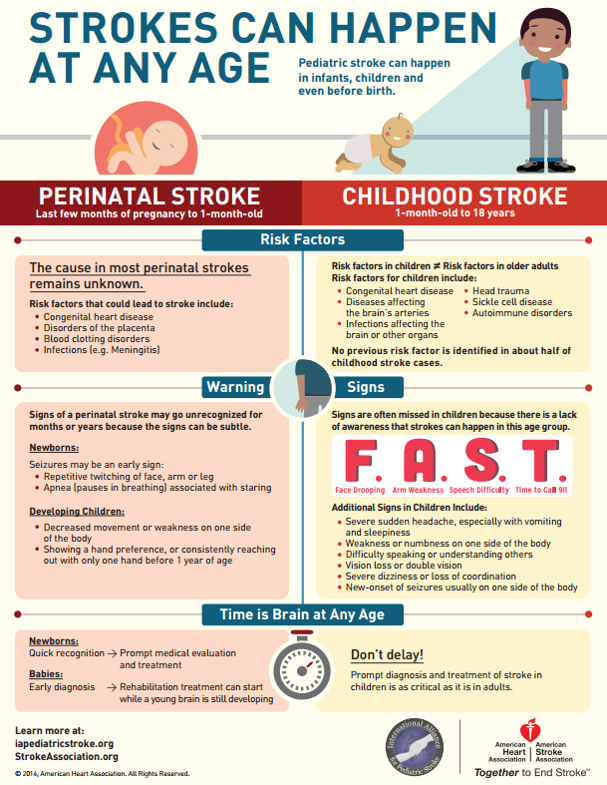 STROKES CAN HAPPEN
AT ANY AGE
Pediatric stroke can happen
in infants, children and
even before birth.
PERINATAL STROKE
Last few months of pregnancy to 1-month-old
CHILDHOOD STROKE
1-month-old to 18 years
Risk Factors
The cause in most perinatal strokes
remains unknown.
Risk factors that could lead to stroke include:
• Congenital heart disease
• Disorders of the placenta
• Blood clotting disorders
• Infections (e.g. Meningitis)
Risk factors in children ≠ Risk factors in older adults
Risk factors for children include:
• Congenital heart disease
• Diseases affecting
the brain's arteries
• Infections affecting the
brain or other organs
• Head trauma
• Sickle cell disease
• Autoimmune disorders
No previous risk factor is identified in about half of
childhood stroke cases.
Warning Signs
Signs of a perinatal stroke may go unrecognized for
months or years because the signs can be subtle.
Newborns:
Seizures may be an early sign:
• Repetitive twitching of face, arm or leg
• Apnea (pauses in breathing) associated with staring
Developing Children:
• Decreased movement or weakness on one side
of the body
• Showing a hand preference, or consistently reaching
out with only one hand before 1 year of age
Signs are often missed in children because there is a lack
of awareness that strokes can happen in this age group.
F. A. S. T.
Face Drooping Arm Weakness Speech Difficulty Time to Call 911
Additional Signs in Children Include:
• Severe sudden headache, especially with vomiting
and sleepiness
• Weakness or numbness on one side of the body
• Difficulty speaking or understanding others
• Vision loss or double vision
• Severe dizziness or loss of coordination
• New-onset of seizures usually on one side of the body
Time is Brain at Any Age
Newborns:
Quick recognition → Prompt medical evaluation
and treatment
Babies:
Early diagnosis → Rehabilitation treatment can start
while a young brain is still developing
Don't delay!
Prompt diagnosis and treatment of stroke in
children is as critical as it is in adults.
Learn more at:
iapediatricstroke.org
StrokeAssociation.org
© 2014, American Heart Association. All Rights Reserved.
International Alliance
for Pediatric Stroke
American Heart Association
American Stroke Association
Together to End Stroke™